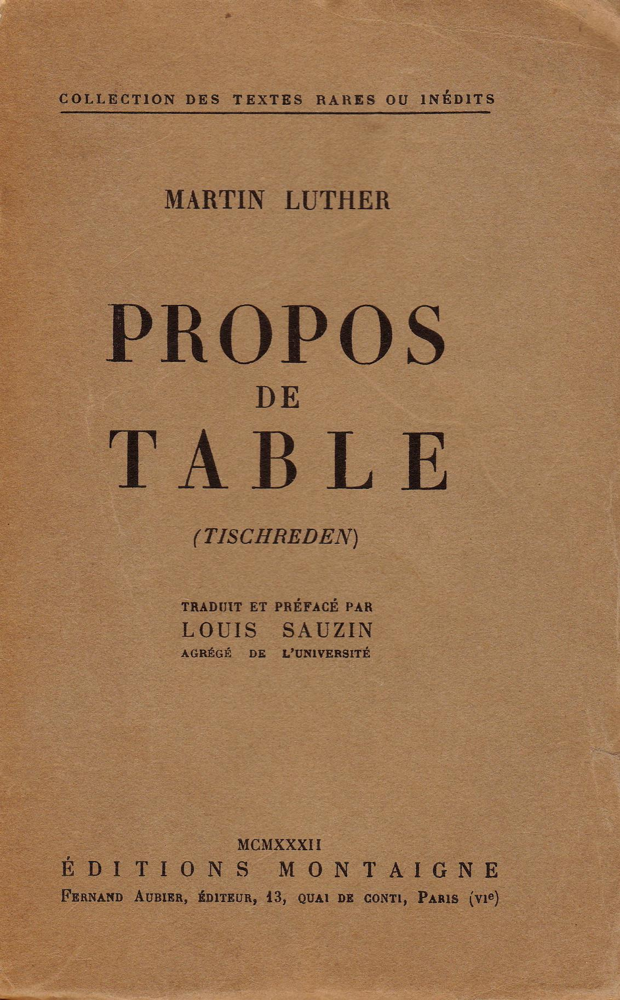 COLLECTION DES TEXTES RARES OU INÉDITS
MARTIN LUTHER
PROPOS
DE
TABLE
(TISCHREDEN)
TRADUIT ET PRÉFACÉ PAR
LOUIS SAUZIN
AGRÉGÉ DE L'UNIVERSITÉ
MCMXXXII
ÉDITIONS MONTAIGNE
FERNAND AUBIER, ÉDITEUR, 13, QUAI DE CONTI, PARIS (VIe)